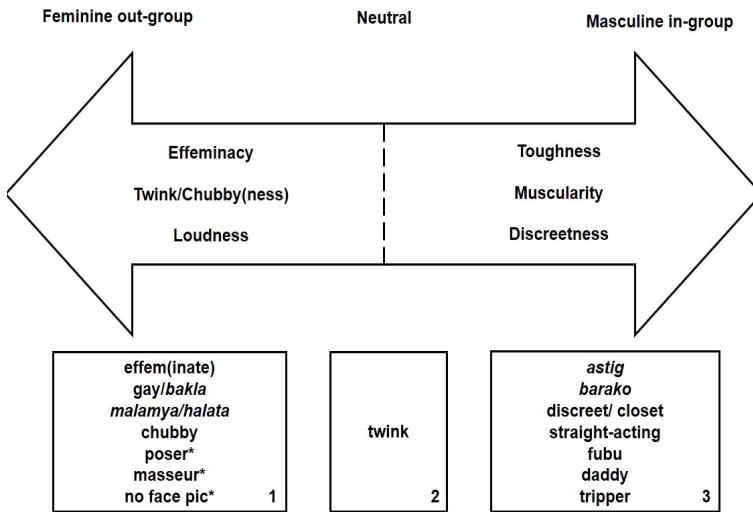 Feminine out-group
Neutral
Masculine in-group
Effeminacy
Twink/Chubby(ness)
Loudness
Toughness
Muscularity
Discreetness
effem(inate)
gay/bakla
malamya/halata
chubby
poser*
masseur*
no face pic*
1
twink
2
astig
barako
discreet/ closet
straight-acting
fubu
daddy
tripper
3